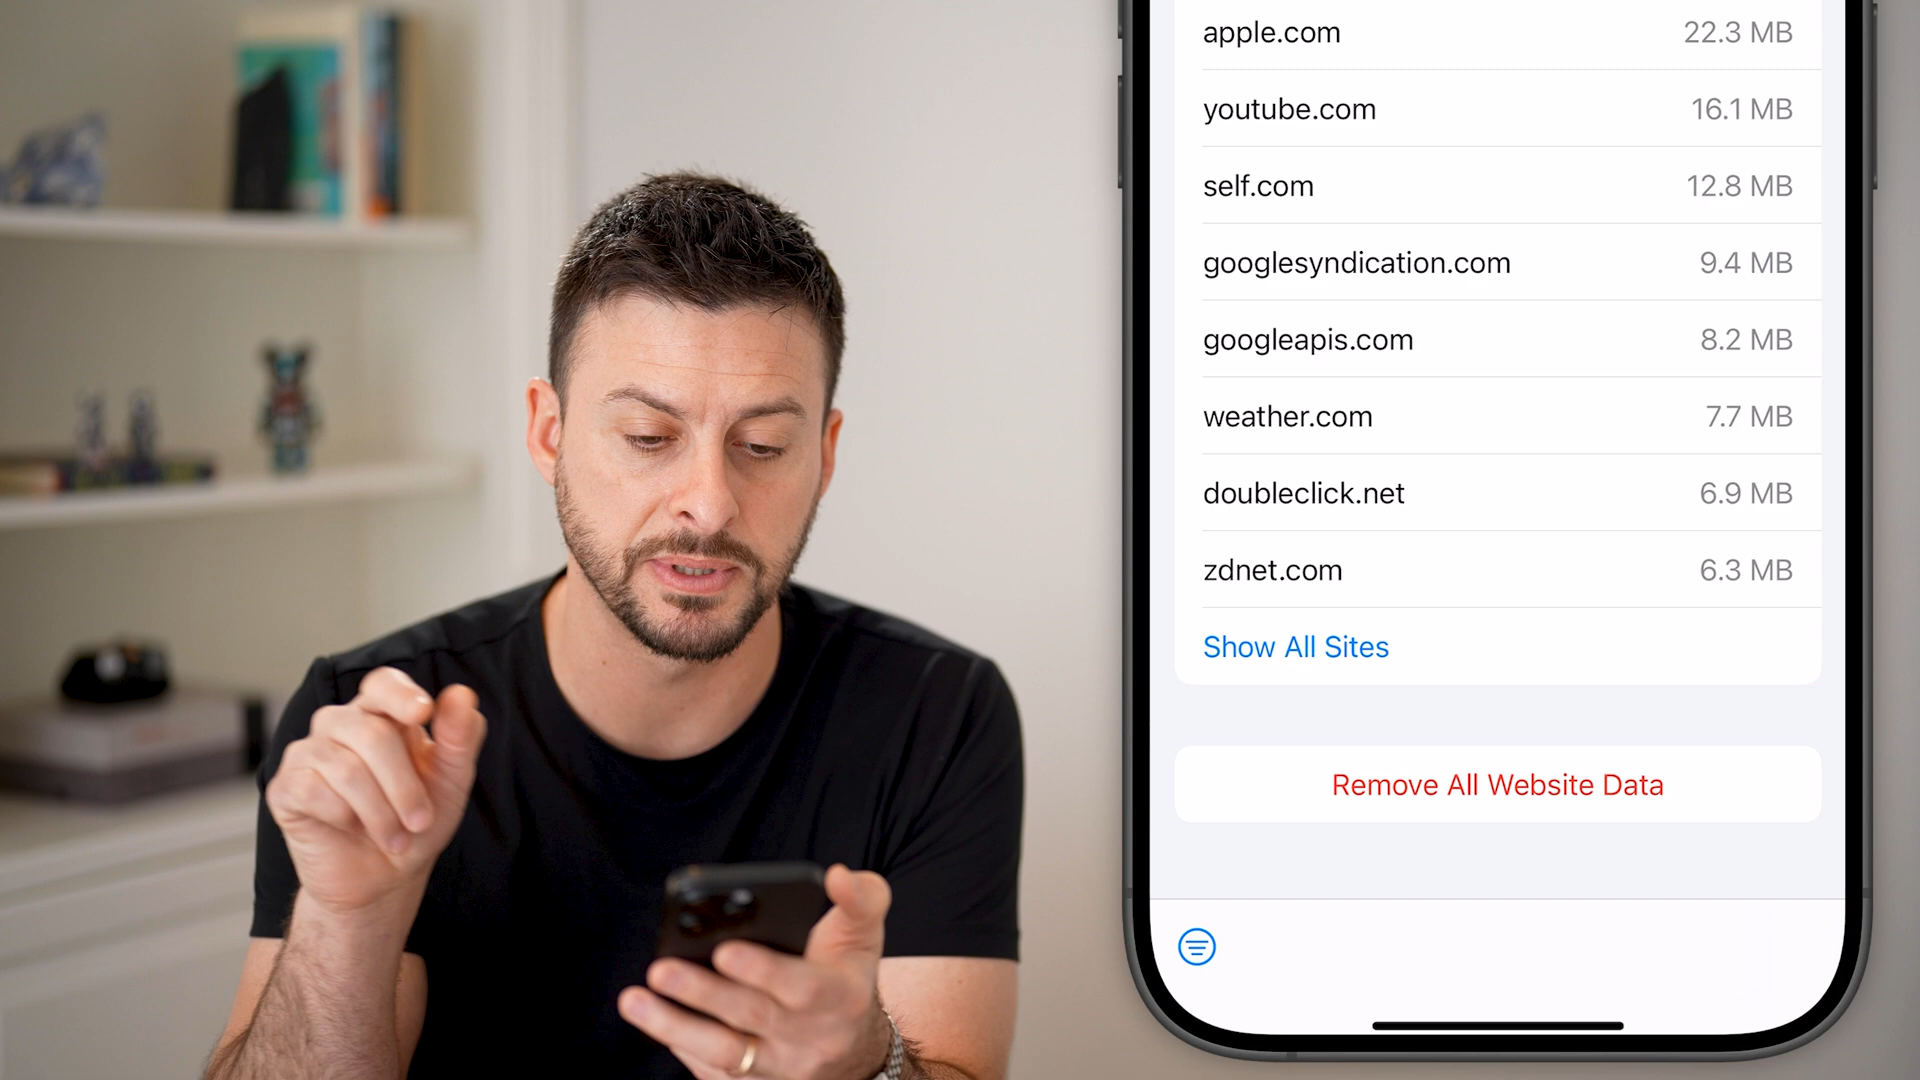 apple.com 22.3 MB
youtube.com 16.1 MB
self.com 12.8 MB
googlesyndication.com 9.4 MB
googleapis.com 8.2 MB
weather.com 7.7 MB
doubleclick.net 6.9 MB
zdnet.com 6.3 MB
Show All Sites
Remove All Website Data